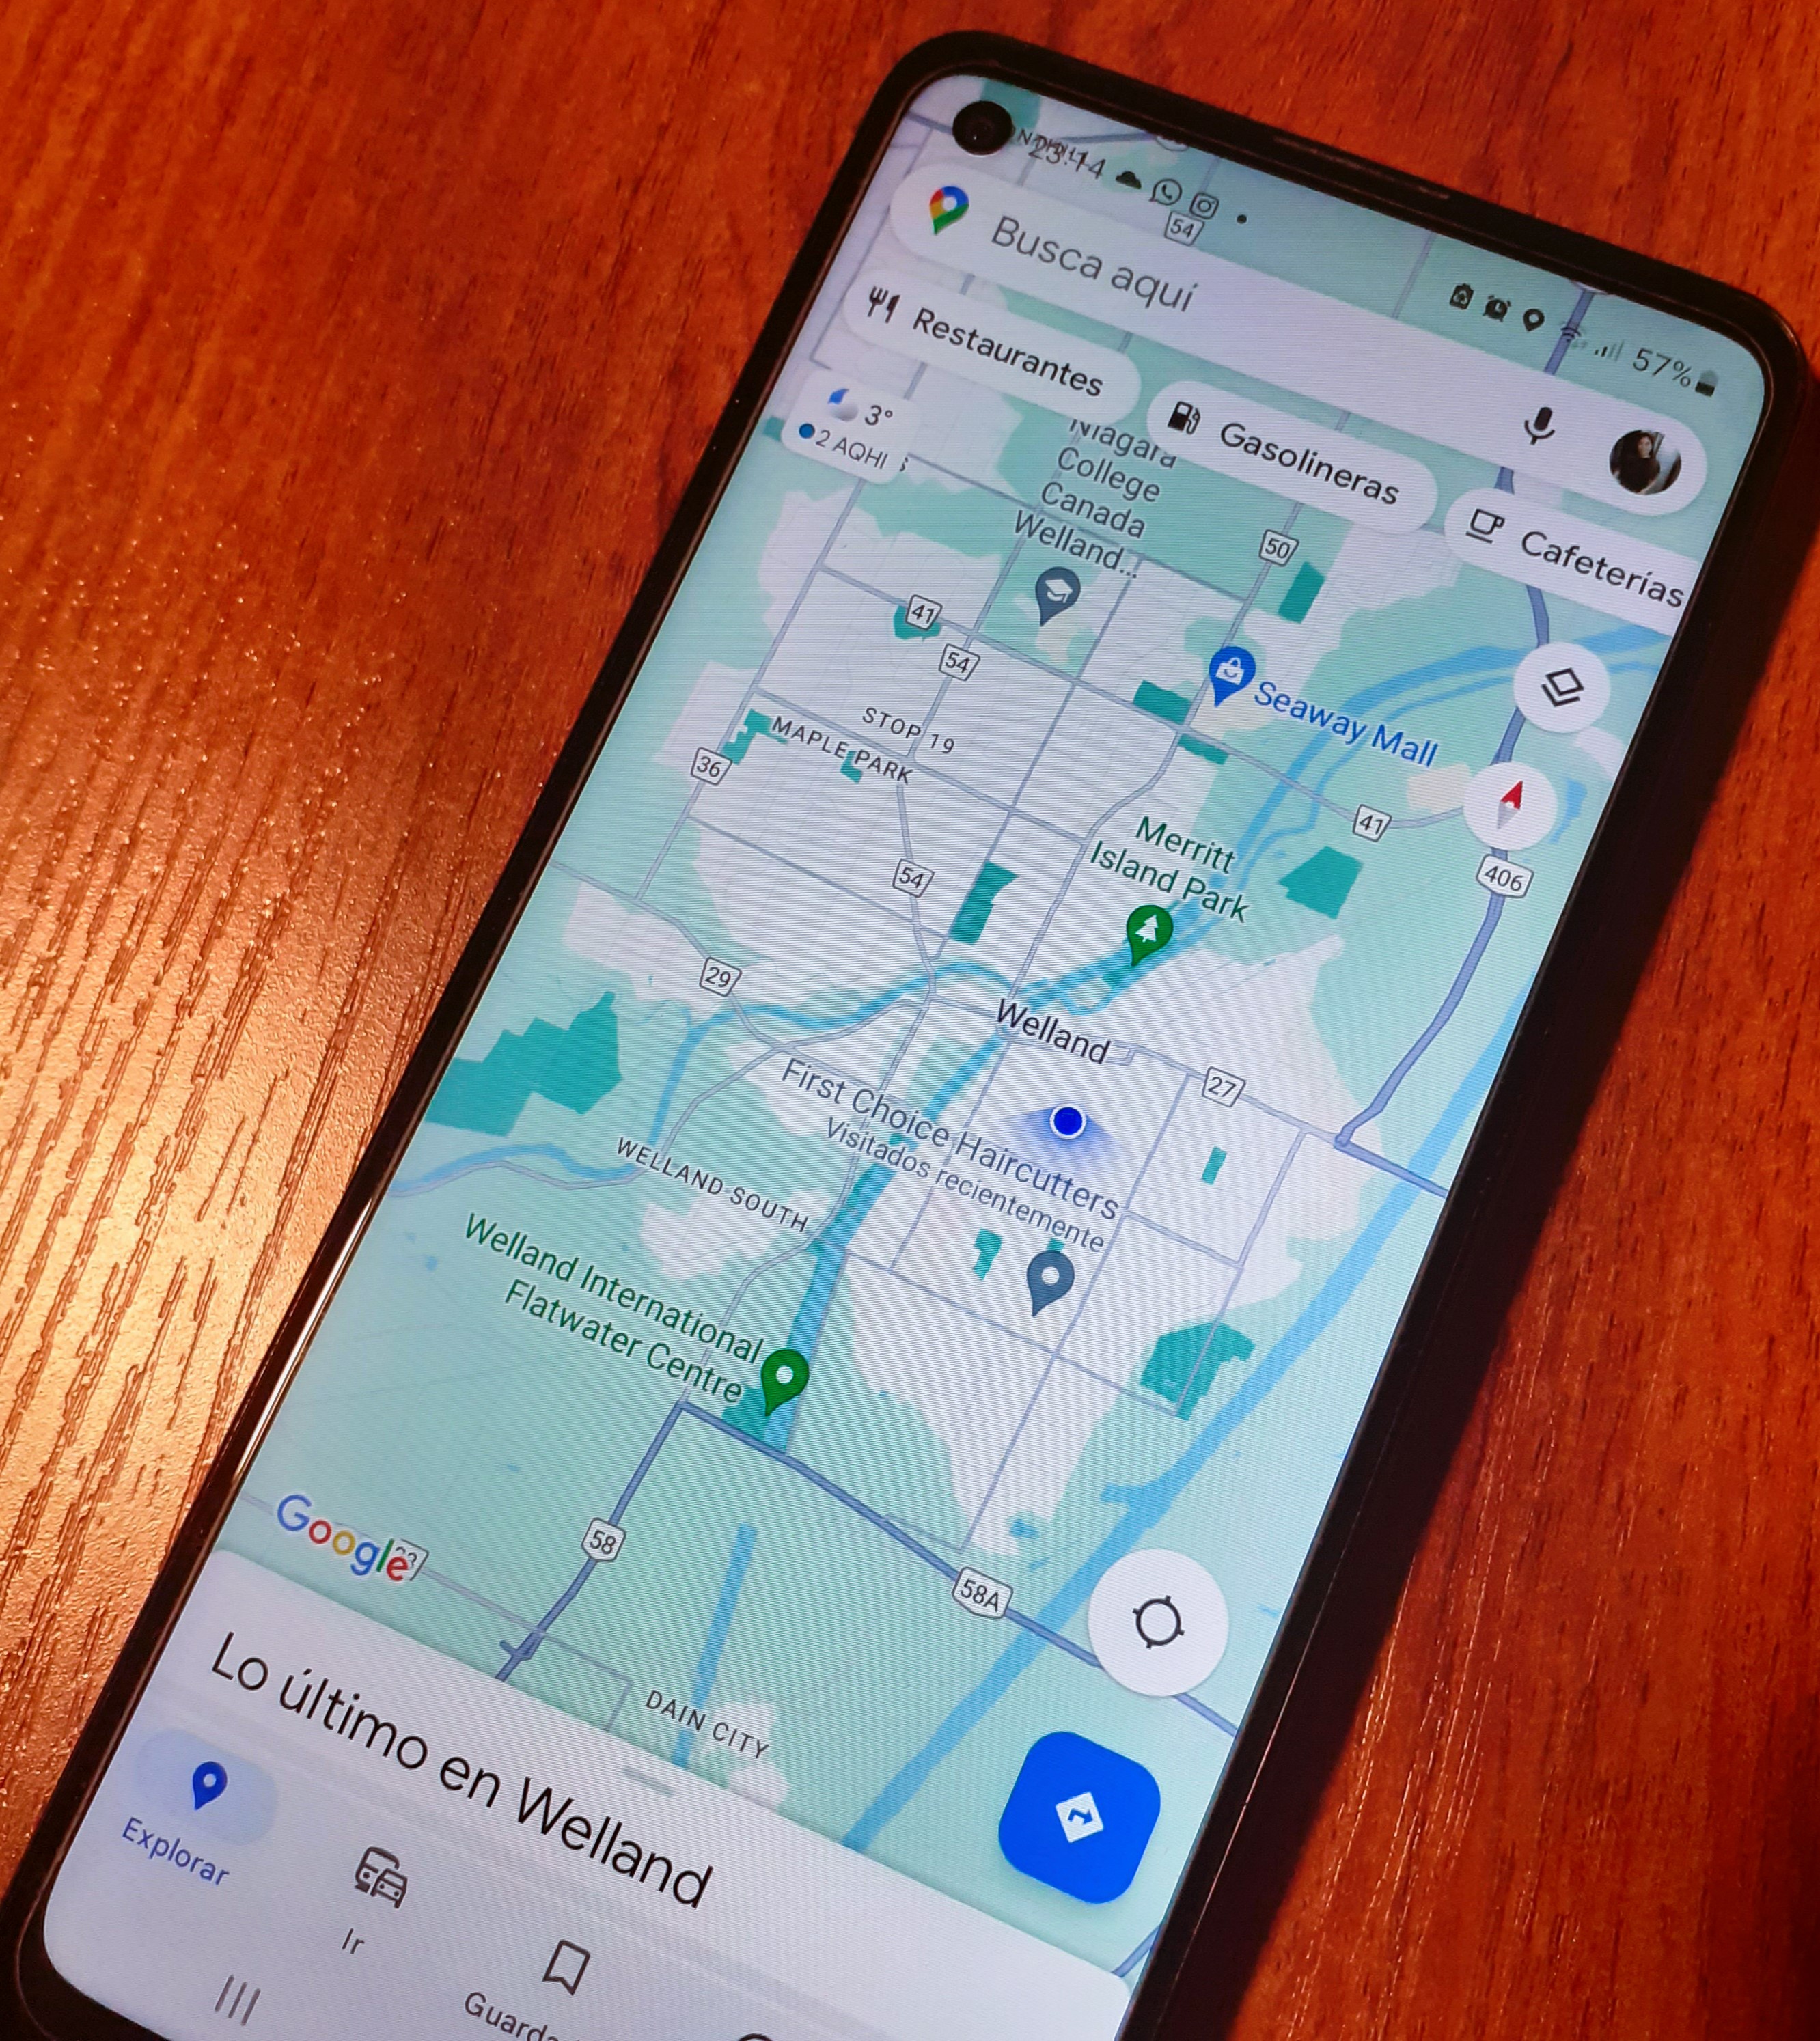 23:14
54
57%
Busca aquí
Restaurantes
Gasolineras
Cafeterías
3°
2 AQHI
Niagara
College
Canada
Welland...
50
41
54
Seaway Mall
STOP 19
MAPLE PARK
36
41
406
Merritt
Island Park
54
29
Welland
27
First Choice Haircutters
Visitados recientemente
WELLAND SOUTH
Welland International
Flatwater Centre
58
58A
Google
DAIN CITY
Lo último en Welland
Explorar
Ir